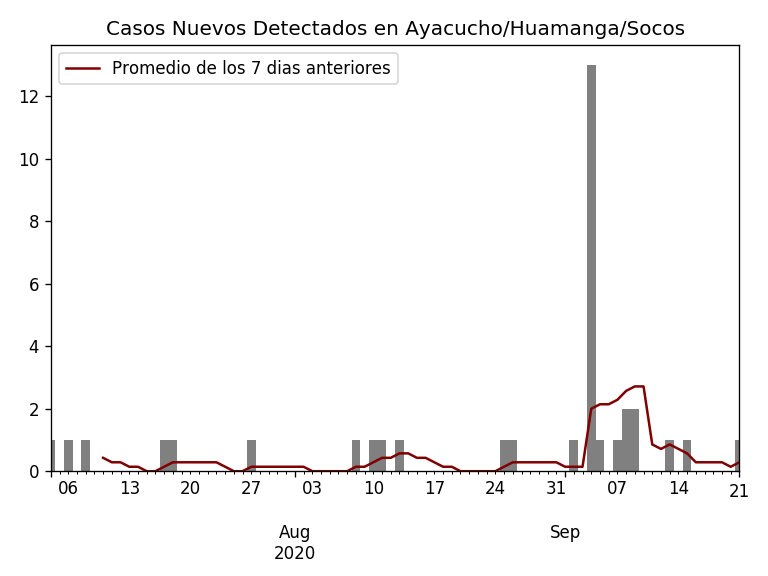 Casos Nuevos Detectados en Ayacucho/Huamanga/Socos
Promedio de los 7 dias anteriores
12
10
8
6
4
2
0
06 13 20 27 03 10 17 24 31 07 14 21
Aug Sep
2020